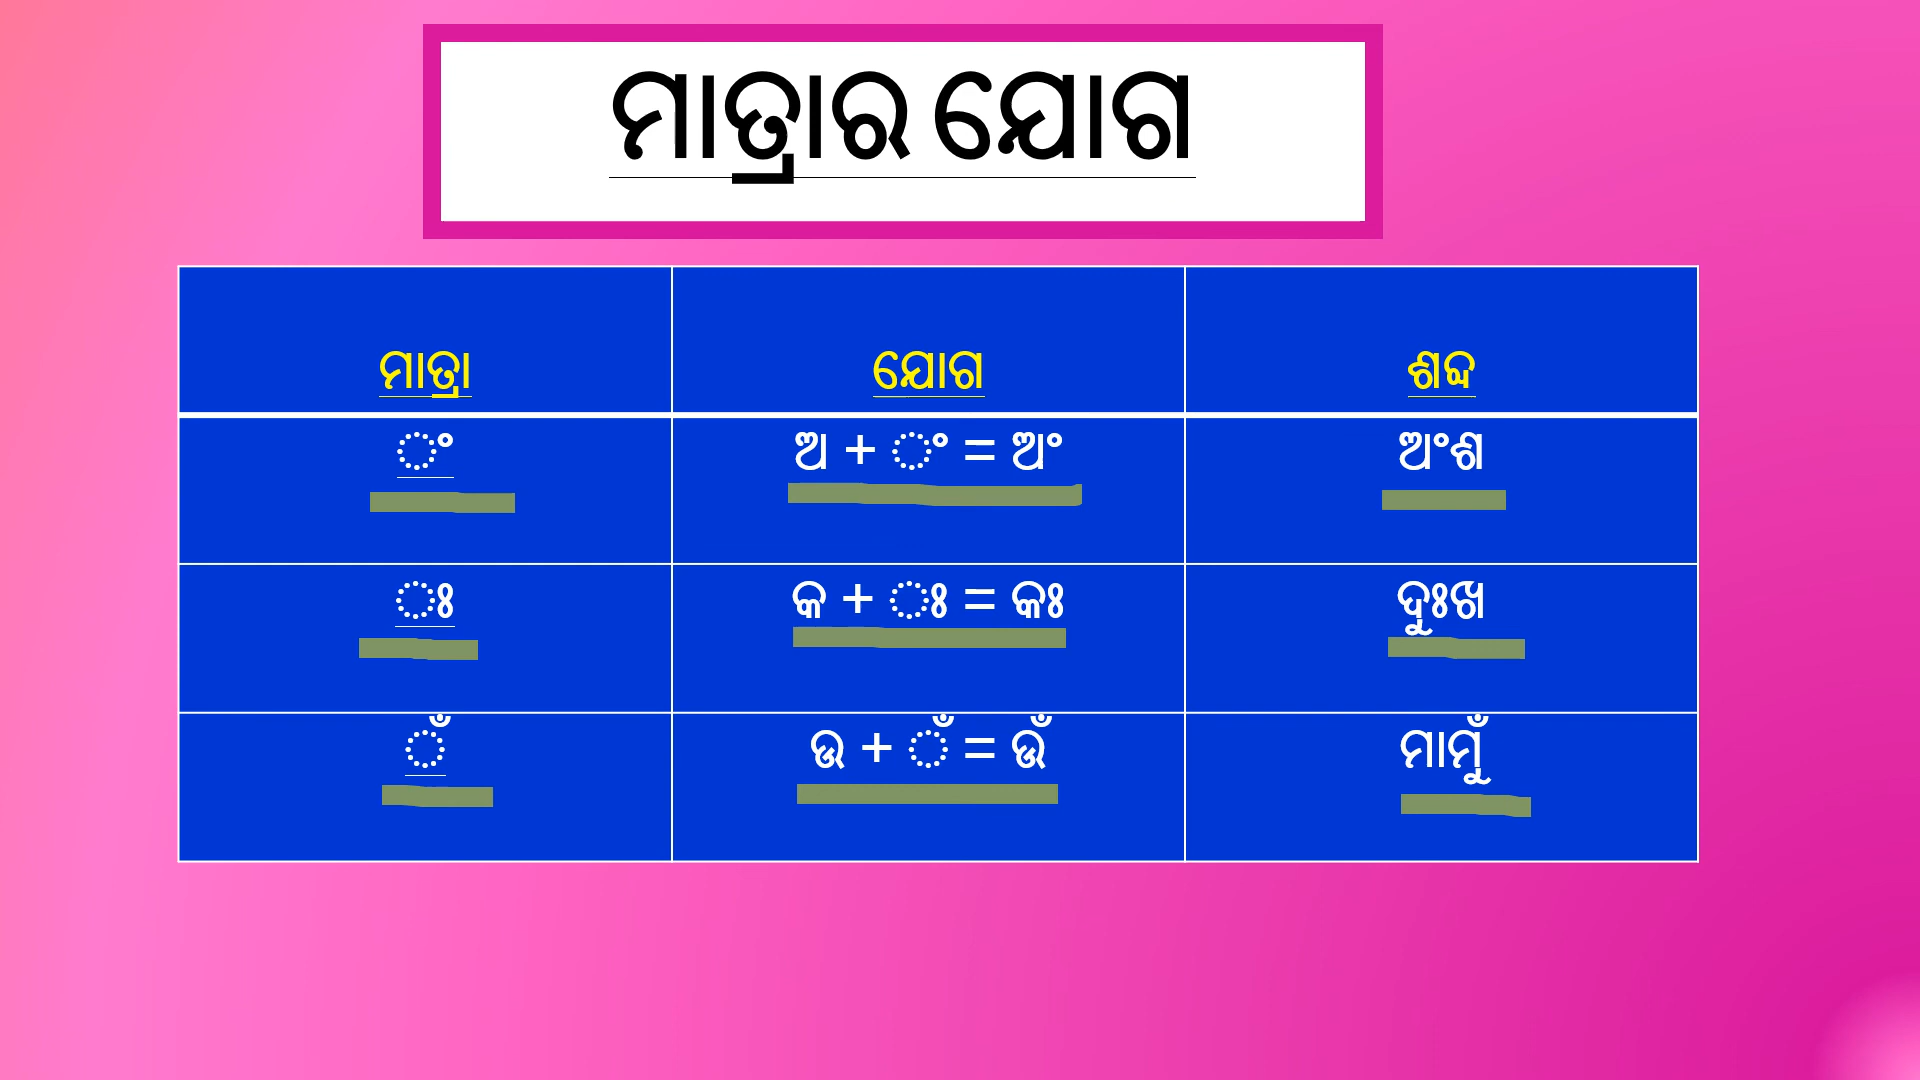 ମାତ୍ରାର ଯୋଗ
ମାତ୍ରା ଯୋଗ ଶବ୍ଦ
ଂ ଅ + ଂ = ଅଂ ଅଂଶ
ଃ କ + ଃ = କଃ ଦୁଃଖ
ଁ ଉ + ଁ = ଉଁ ମାମୁଁ